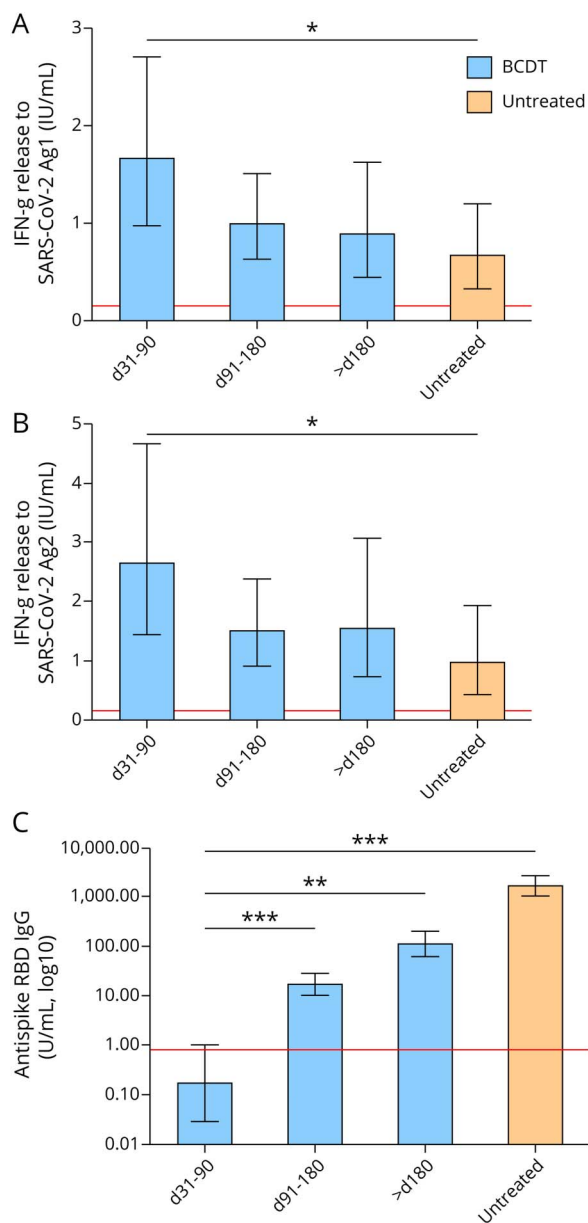 A
IFN-g release to
SARS-CoV-2 Ag1 (IU/mL)
3
2
1
0
*
BCDT
Untreated
d31-90
d91-180
>d180
Untreated
B
IFN-g release to
SARS-CoV-2 Ag2 (IU/mL)
5
4
3
2
1
0
*
d31-90
d91-180
>d180
Untreated
C
Antispike RBD IgG
(U/mL, log10)
10,000.00
1,000.00
100.00
10.00
1.00
0.10
0.01
***
**
***
d31-90
d91-180
>d180
Untreated